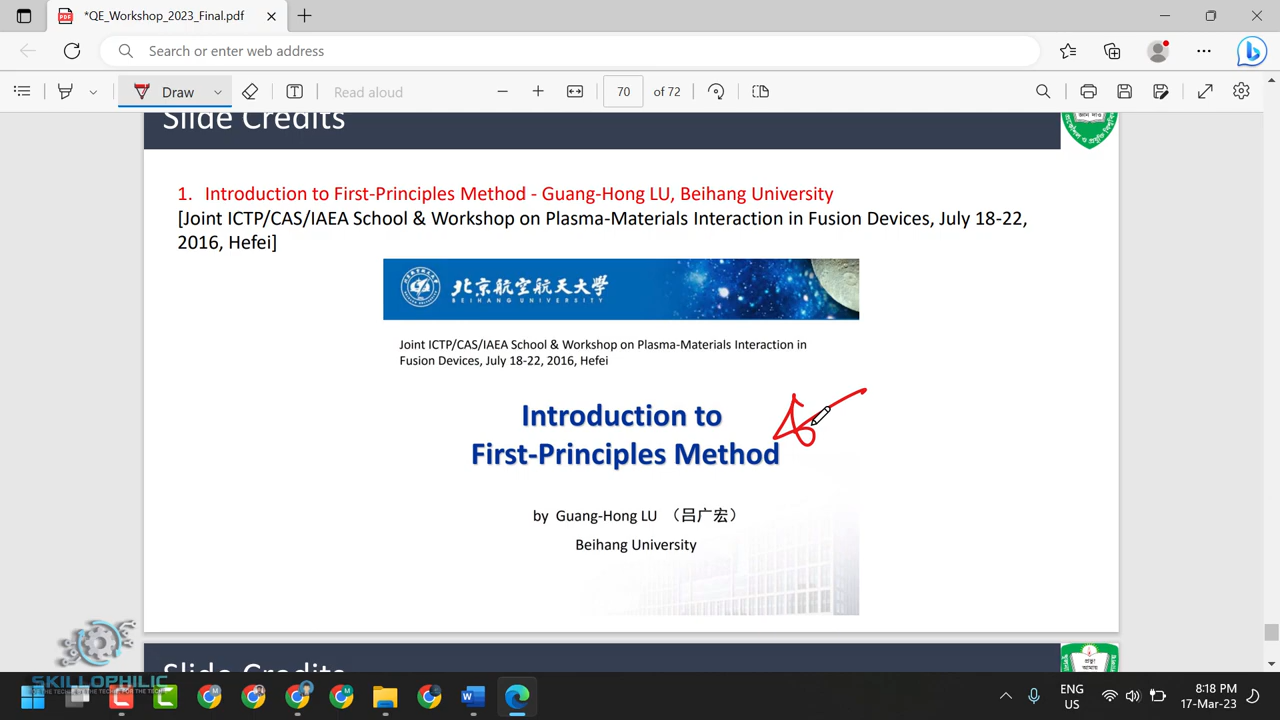 *QE_Workshop_2023_Final.pdf
Search or enter web address
Draw
Read aloud
70 of 72
Slide Credits
1. Introduction to First-Principles Method - Guang-Hong LU, Beihang University
[Joint ICTP/CAS/IAEA School & Workshop on Plasma-Materials Interaction in Fusion Devices, July 18-22,
2016, Hefei]
北京航空航天大学
BEIHANG UNIVERSITY
Joint ICTP/CAS/IAEA School & Workshop on Plasma-Materials Interaction in
Fusion Devices, July 18-22, 2016, Hefei
Introduction to
First-Principles Method
by Guang-Hong LU （吕广宏）
Beihang University
Slide Credits
SKILLOPHILIC
ENG
US
8:18 PM
17-Mar-23